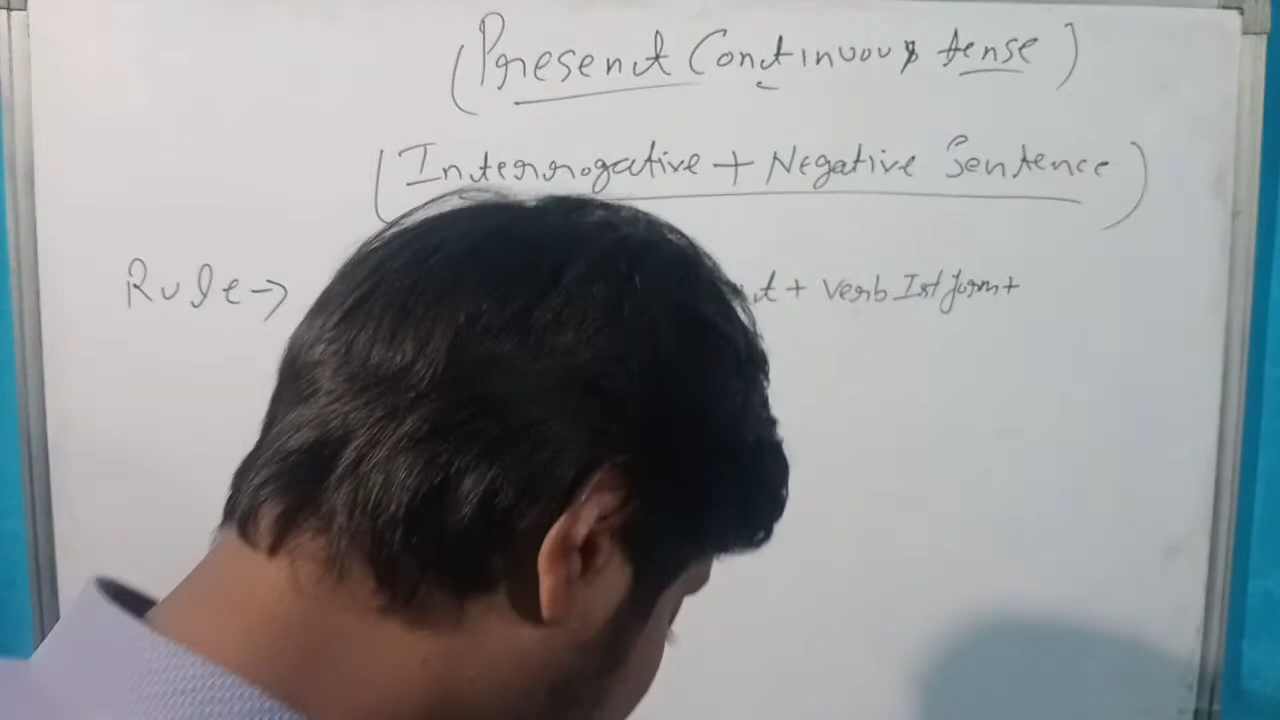 (Present Continuous tense)
(Interrogative + Negative Sentence)
Rule→ + Verb Ist form +